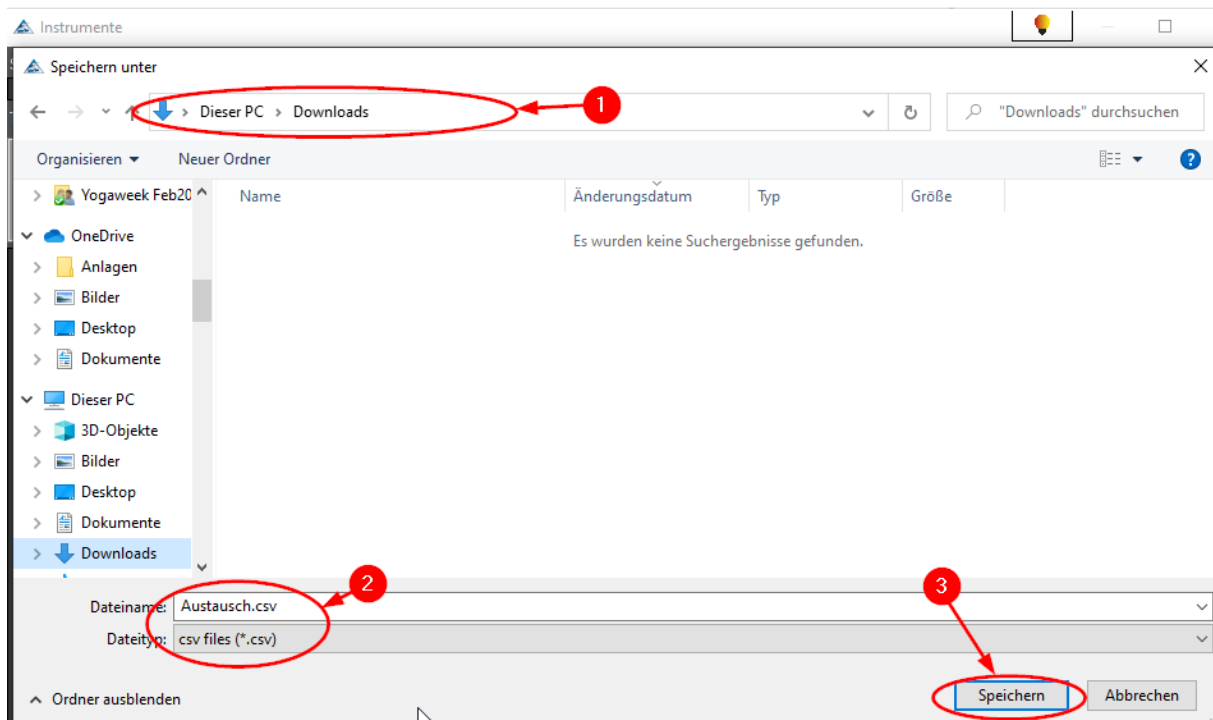 Instrumente
Speichern unter
1
Dieser PC > Downloads
"Downloads" durchsuchen
Organisieren
Neuer Ordner
Yogaweek Feb20
Name
Änderungsdatum
Typ
Größe
OneDrive
Es wurden keine Suchergebnisse gefunden.
Anlagen
Bilder
Desktop
Dokumente
Dieser PC
3D-Objekte
Bilder
Desktop
Dokumente
Downloads
2
3
Dateiname: Austausch.csv
Dateityp: csv files (*.csv)
Ordner ausblenden
Speichern
Abbrechen